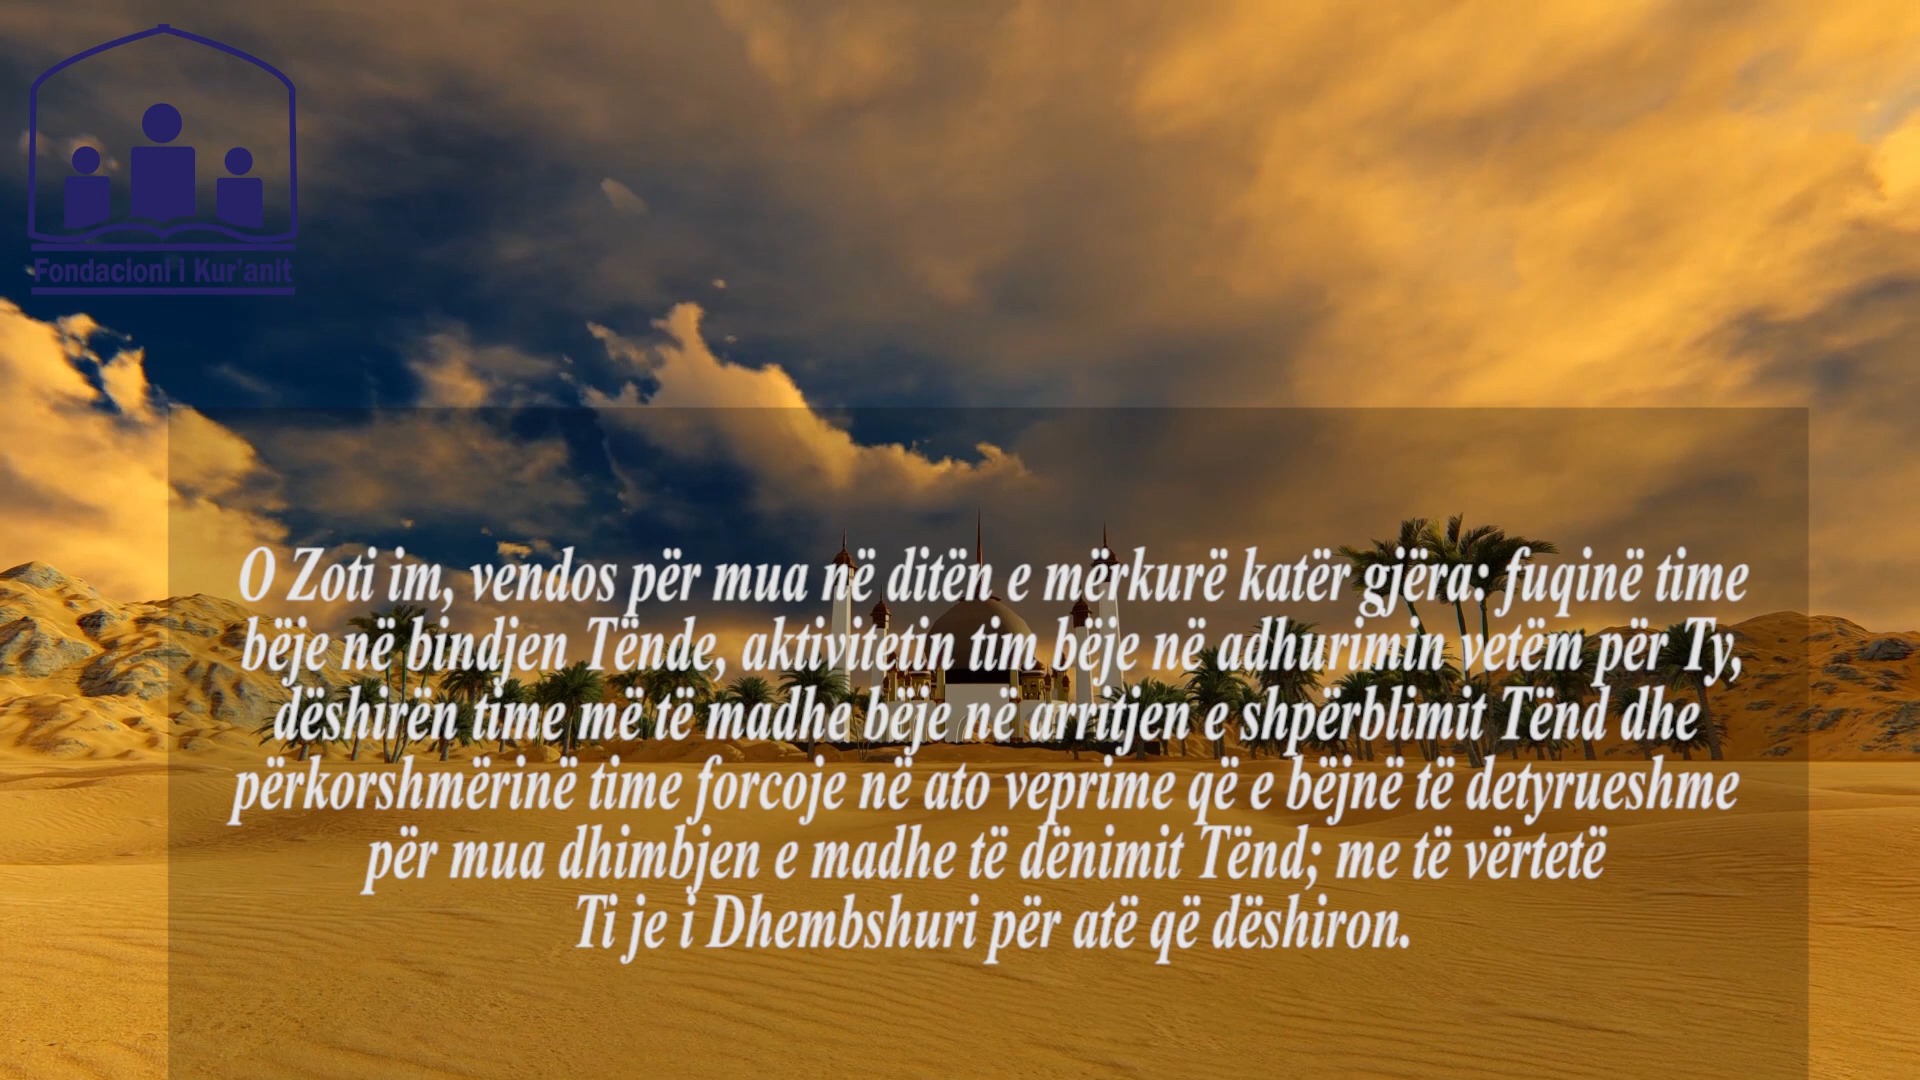 Fondacioni i Kur'anit
O Zoti im, vendos për mua në ditën e mërkurë katër gjëra: fuqinë time
bëje në bindjen Tënde, aktivitetin tim bëje në adhurimin vetëm për Ty,
dëshirën time më të madhe bëje në arritjen e shpërblimit Tënd dhe
përkorshmërinë time forcoje në ato veprime që e bëjnë të detyrueshme
për mua dhimbjen e madhe të dënimit Tënd; me të vërtetë
Ti je i Dhembshuri për atë që dëshiron.